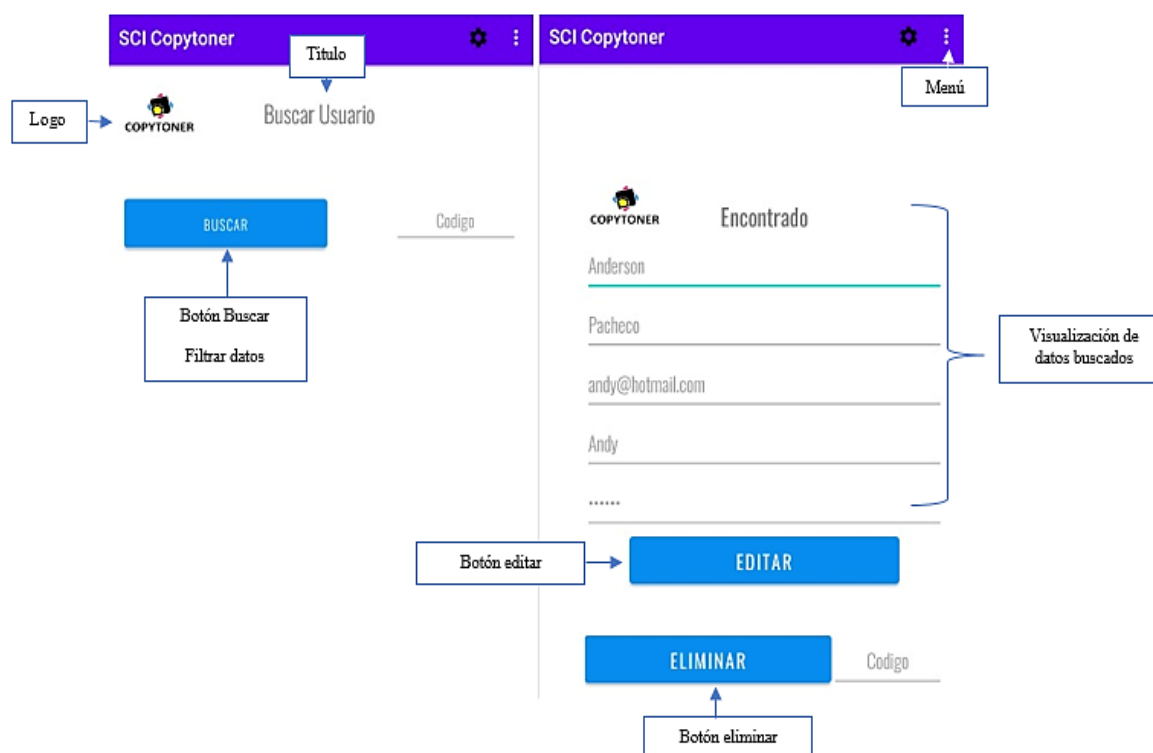 SCI Copytoner
Titulo
Logo
COPYTONER
Buscar Usuario
BUSCAR
Codigo
Botón Buscar
Filtrar datos
SCI Copytoner
Menú
COPYTONER
Encontrado
Anderson
Pacheco
andy@hotmail.com
Andy
......
Visualización de
datos buscados
Botón editar
EDITAR
ELIMINAR
Codigo
Botón eliminar